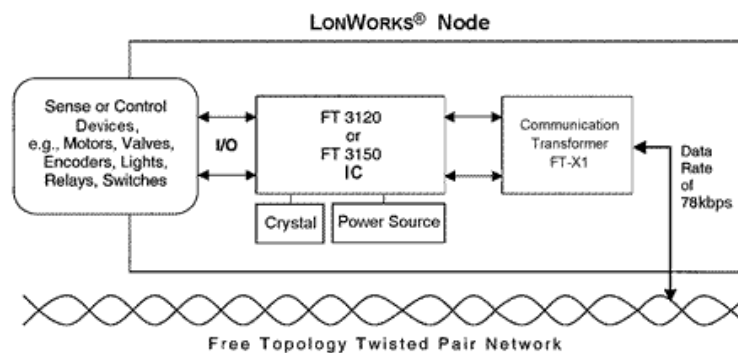 LONWORKS® Node
Sense or Control
Devices,
e.g., Motors, Valves,
Encoders, Lights,
Relays, Switches
I/O
FT 3120
or
FT 3150
IC
Crystal
Power Source
Communication
Transformer
FT-X1
Data
Rate
of
78kbps
Free Topology Twisted Pair Network